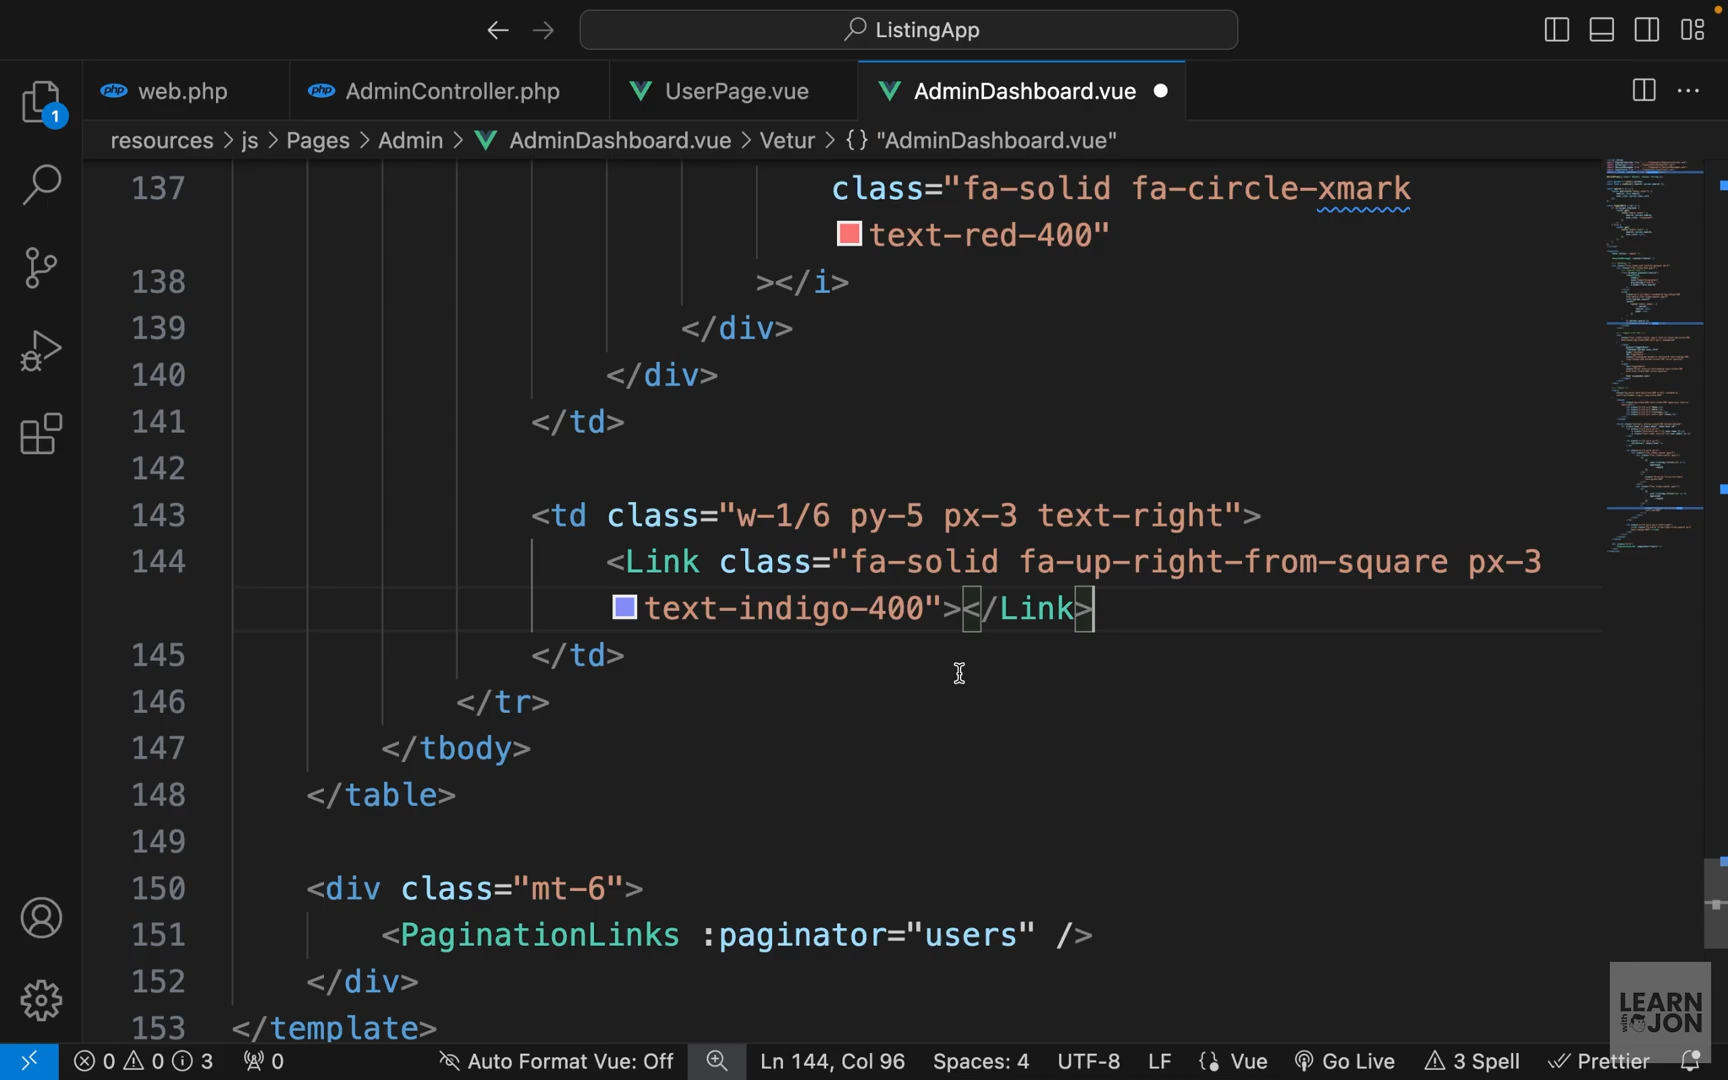 ListingApp
web.php
AdminController.php
UserPage.vue
AdminDashboard.vue
1
resources > js > Pages > Admin > AdminDashboard.vue > Vetur > {} "AdminDashboard.vue"
137 class="fa-solid fa-circle-xmark
text-red-400"
138 ></i>
139 </div>
140 </div>
141 </td>
142
143 <td class="w-1/6 py-5 px-3 text-right">
144 <Link class="fa-solid fa-up-right-from-square px-3
text-indigo-400"></Link>
145 </td>
146 </tr>
147 </tbody>
148 </table>
149
150 <div class="mt-6">
151 <PaginationLinks :paginator="users" />
152 </div>
153 </template>
LEARN
with JON
0 0 3 0 Auto Format Vue: Off Ln 144, Col 96 Spaces: 4 UTF-8 LF Vue Go Live 3 Spell Prettier